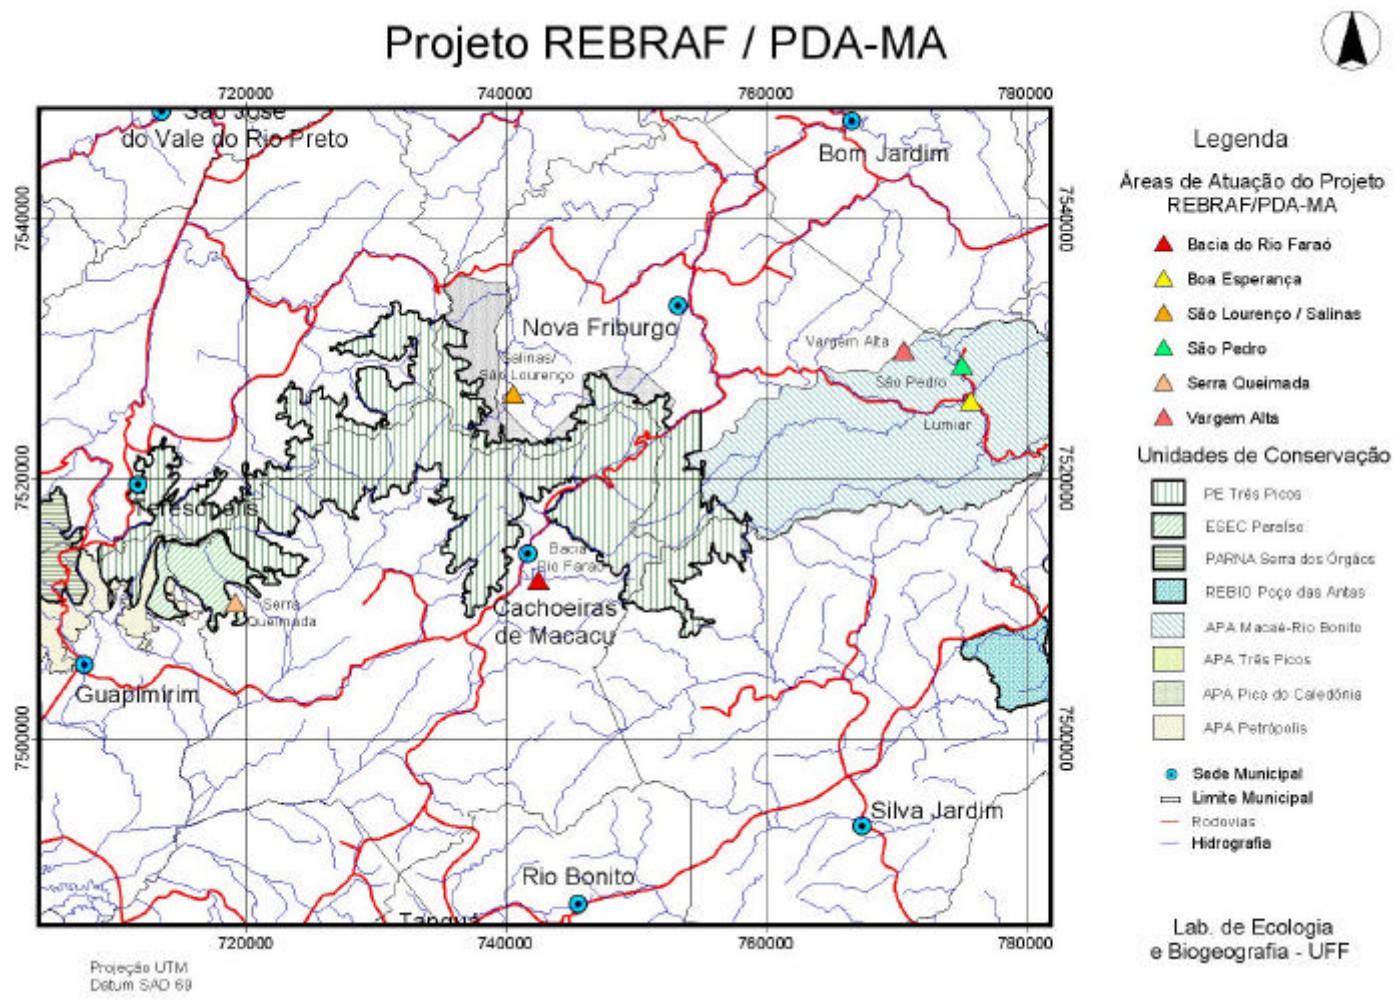 Projeto REBRAF / PDA-MA
720000
740000
760000
780000
São José
do Vale do Rio Preto
Bom Jardim
7540000
7540000
Nova Friburgo
Vargem Alta
Salinas/
São Lourenço
São Pedro
Lumiar
7520000
7520000
Teresópolis
Bacia
Rio Faraó
Serra
Queimada
Cachoeiras
de Macacu
Guapimirim
7500000
7500000
Silva Jardim
Rio Bonito
Tanguá
720000
740000
760000
780000
Projeção UTM
Datum SAD 69
Legenda
Áreas de Atuação do Projeto
REBRAF/PDA-MA
Bacia do Rio Faraó
Boa Esperança
São Lourenço / Salinas
São Pedro
Serra Queimada
Vargem Alta
Unidades de Conservação
PE Três Picos
ESEC Paraíso
PARNA Serra dos Órgãos
REBIO Poço das Antas
APA Macaé-Rio Bonito
APA Três Picos
APA Pico do Caledônia
APA Petrópolis
Sede Municipal
Limite Municipal
Rodovias
Hidrografia
Lab. de Ecologia
e Biogeografia - UFF